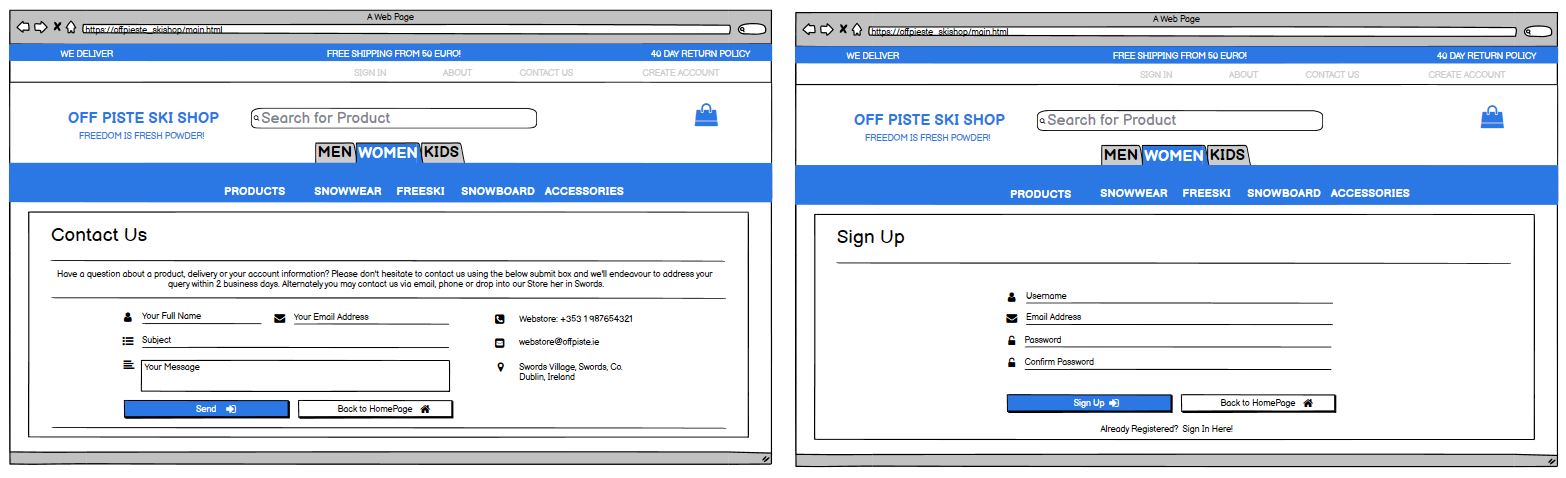 A Web Page
https://offpieste_skishop/main.html
WE DELIVER FREE SHIPPING FROM 50 EURO! 40 DAY RETURN POLICY
SIGN IN ABOUT CONTACT US CREATE ACCOUNT
OFF PISTE SKI SHOP
FREEDOM IS FRESH POWDER!
Search for Product
MEN WOMEN KIDS
PRODUCTS SNOWWEAR FREESKI SNOWBOARD ACCESSORIES
Contact Us
Have a question about a product, delivery or your account information? Please don't hesitate to contact us using the below submit box and we'll endeavour to address your
query within 2 business days. Alternately you may contact us via email, phone or drop into our Store her in Swords.
Your Full Name Your Email Address
Subject
Your Message
Webstore: +353 1 987654321
webstore@offpiste.ie
Swords Village, Swords, Co.
Dublin, Ireland
Send Back to HomePage
A Web Page
https://offpieste_skishop/main.html
WE DELIVER FREE SHIPPING FROM 50 EURO! 40 DAY RETURN POLICY
SIGN IN ABOUT CONTACT US CREATE ACCOUNT
OFF PISTE SKI SHOP
FREEDOM IS FRESH POWDER!
Search for Product
MEN WOMEN KIDS
PRODUCTS SNOWWEAR FREESKI SNOWBOARD ACCESSORIES
Sign Up
Username
Email Address
Password
Confirm Password
Sign Up Back to HomePage
Already Registered? Sign In Here!